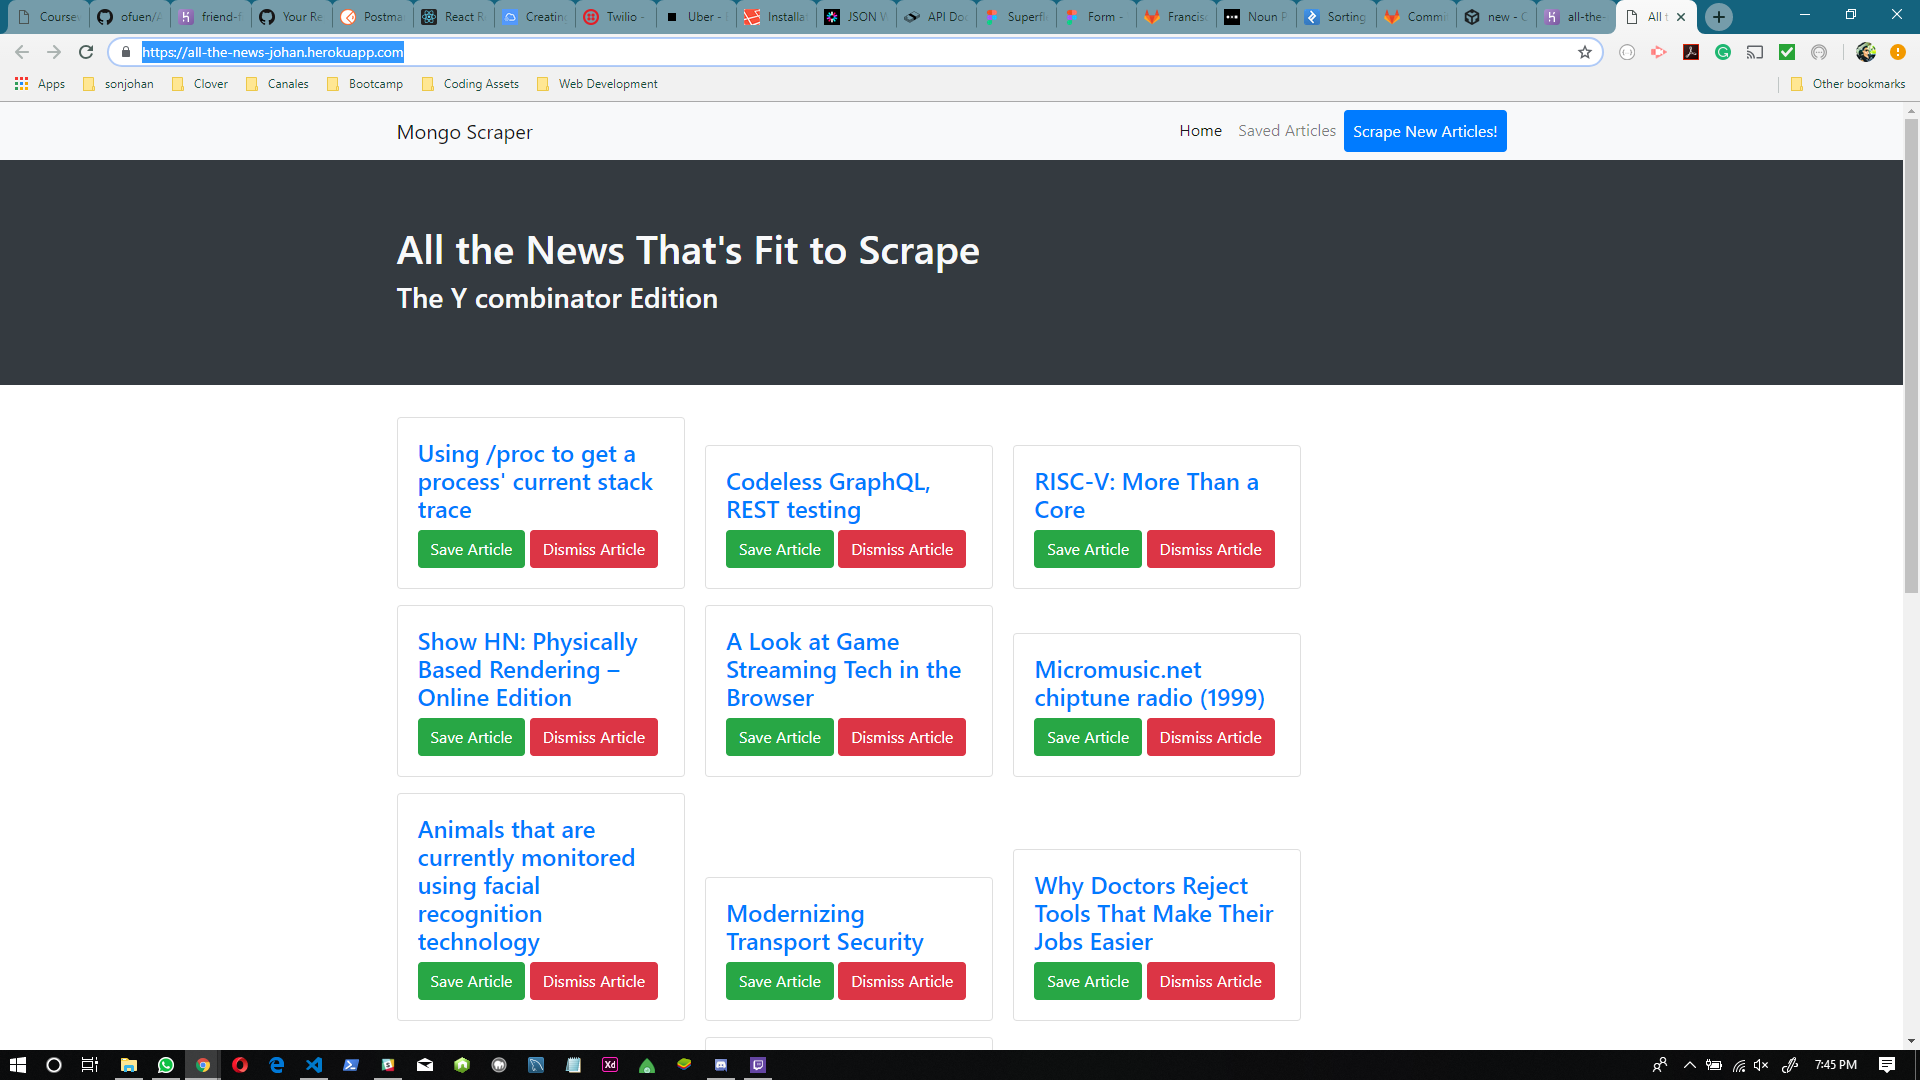 Coursew ofuen/A friend-f Your Re Postma React R Creatin Twilio - Uber - Installa JSON W API Do Superfi Form - Francis Noun P Sorting Commi new - C all-the- All t
https://all-the-news-johan.herokuapp.com
Apps sonjohan Clover Canales Bootcamp Coding Assets Web Development Other bookmarks
Mongo Scraper Home Saved Articles Scrape New Articles!
All the News That's Fit to Scrape
The Y combinator Edition
Using /proc to get a
process' current stack
trace
Save Article Dismiss Article
Codeless GraphQL,
REST testing
Save Article Dismiss Article
RISC-V: More Than a
Core
Save Article Dismiss Article
Show HN: Physically
Based Rendering –
Online Edition
Save Article Dismiss Article
A Look at Game
Streaming Tech in the
Browser
Save Article Dismiss Article
Micromusic.net
chiptune radio (1999)
Save Article Dismiss Article
Animals that are
currently monitored
using facial
recognition
technology
Save Article Dismiss Article
Modernizing
Transport Security
Save Article Dismiss Article
Why Doctors Reject
Tools That Make Their
Jobs Easier
Save Article Dismiss Article
Xd
7:45 PM